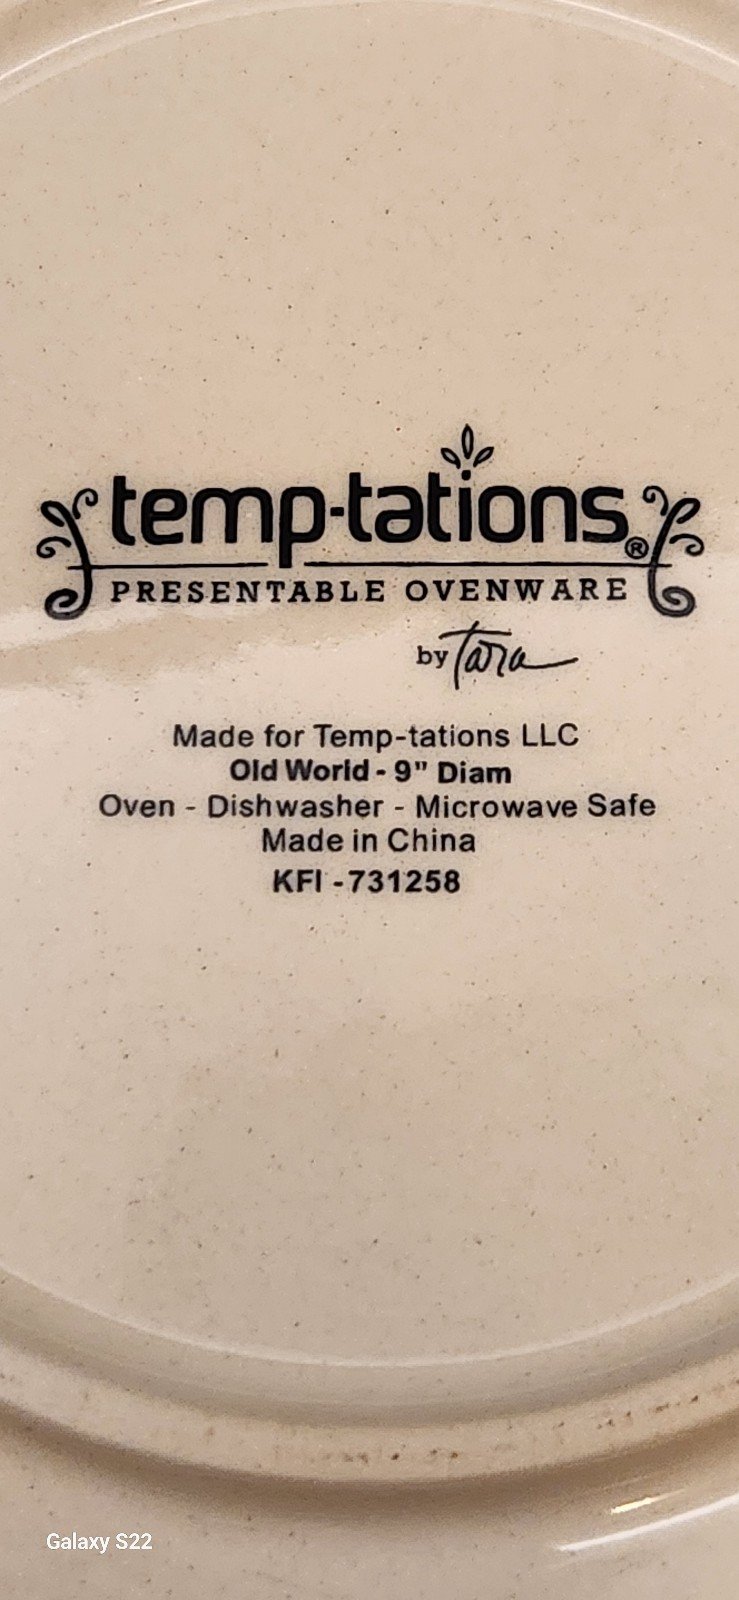 temp-tations®
PRESENTABLE OVENWARE
by Tara
Made for Temp-tations LLC
Old World - 9" Diam
Oven - Dishwasher - Microwave Safe
Made in China
KFI - 731258
Galaxy S22